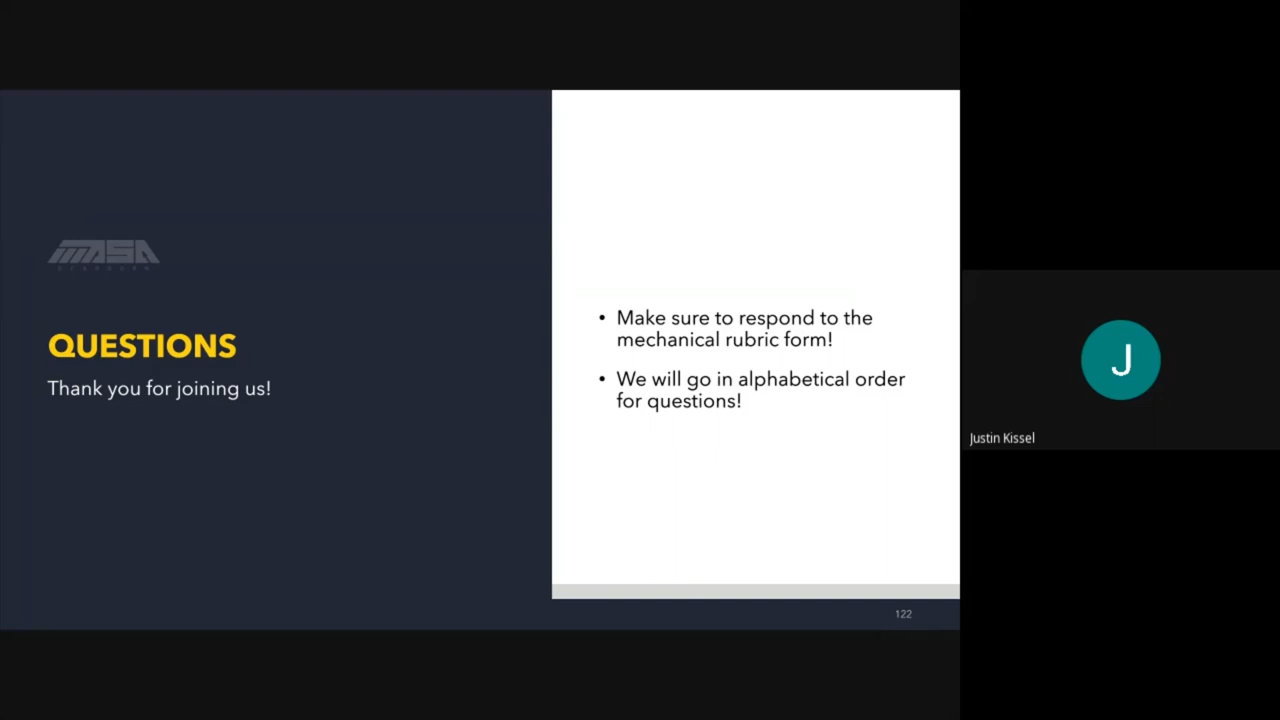 MASA
QUESTIONS
Thank you for joining us!
• Make sure to respond to the
mechanical rubric form!
• We will go in alphabetical order
for questions!
122
J
Justin Kissel